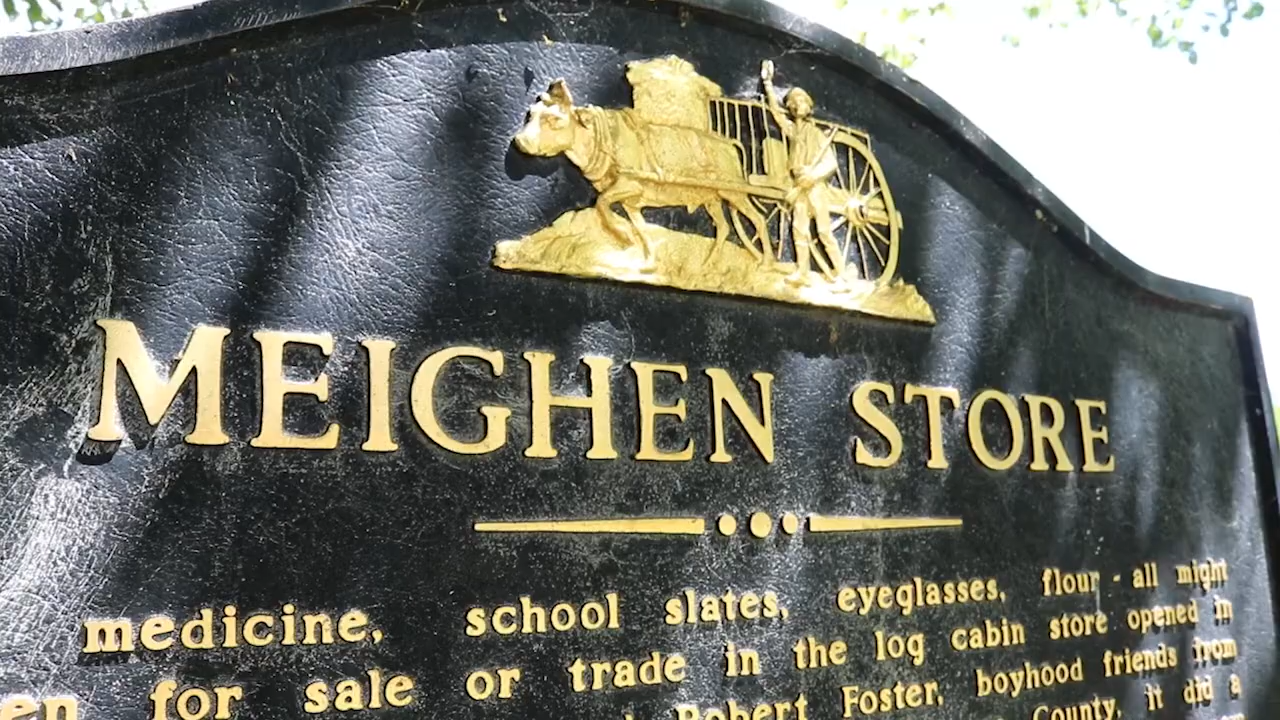 MEIGHEN STORE
medicine, school slates, eyeglasses, flour - all might
for sale or trade in the log cabin store opened in
Robert Foster, boyhood friends from
County, it did a